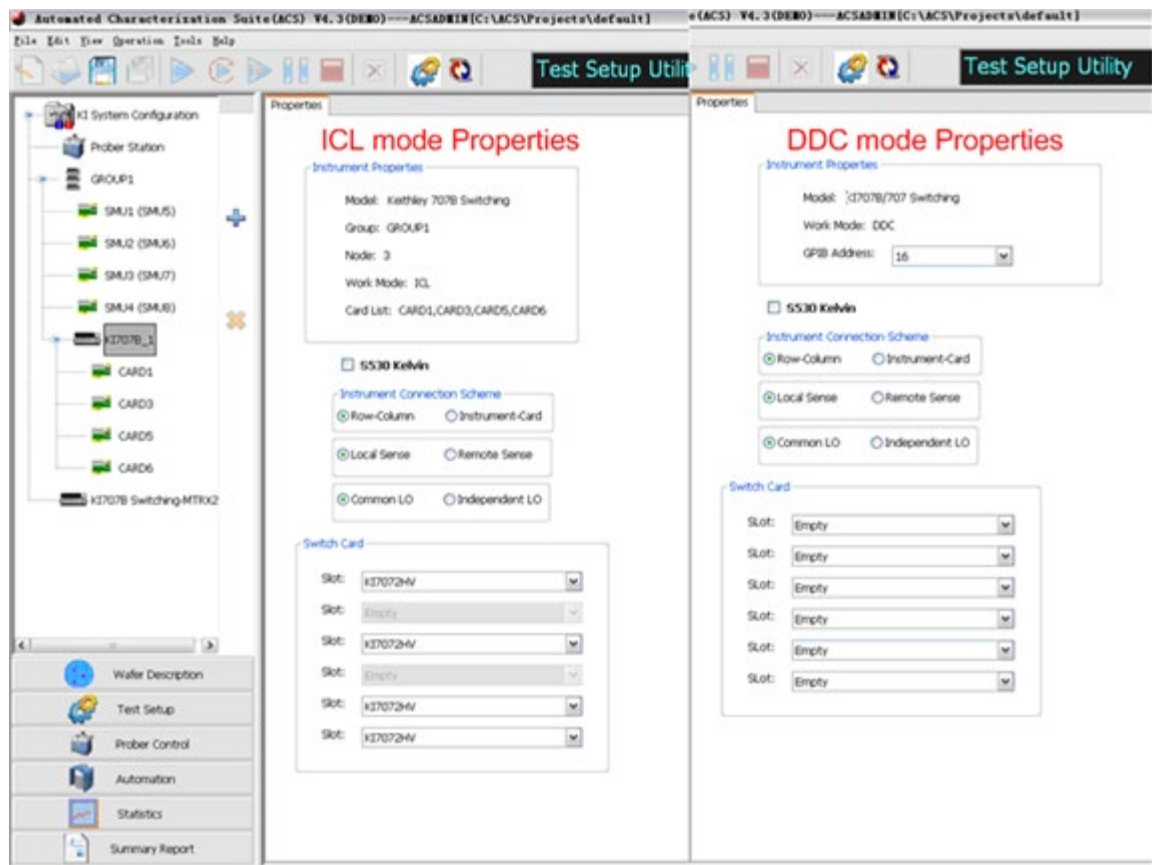 Automated Characterization Suite(ACS) V4.3(DEMO)---ACSADMIN[C:\ACS\Projects\default]
File Edit View Operation Tools Help
Test Setup Utilit
KI System Configuration
Prober Station
GROUP1
SMU1 (SMU5)
SMU2 (SMU6)
SMU3 (SMU7)
SMU4 (SMU8)
KI707B_1
CARD1
CARD3
CARD5
CARD6
KI707B Switching-MTRX2
Wafer Description
Test Setup
Prober Control
Automation
Statistics
Summary Report
Properties
ICL mode Properties
Instrument Properties
Model: Keithley 707B Switching
Group: GROUP1
Node: 3
Work Mode: ICL
Card List: CARD1,CARD3,CARD5,CARD6
S530 Kelvin
Instrument Connection Scheme
Row-Column Instrument-Card
Local Sense Remote Sense
Common LO Independent LO
Switch Card
Slot: KI7072HV
Slot: Empty
Slot: KI7072HV
Slot: Empty
Slot: KI7072HV
Slot: KI7072HV
e(ACS) V4.3(DEMO)---ACSADMIN[C:\ACS\Projects\default]
Test Setup Utility
Properties
DDC mode Properties
Instrument Properties
Model: KI707B/707 Switching
Work Mode: DDC
GPIB Address: 16
S530 Kelvin
Instrument Connection Scheme
Row-Column Instrument-Card
Local Sense Remote Sense
Common LO Independent LO
Switch Card
SLot: Empty
SLot: Empty
SLot: Empty
SLot: Empty
SLot: Empty
SLot: Empty